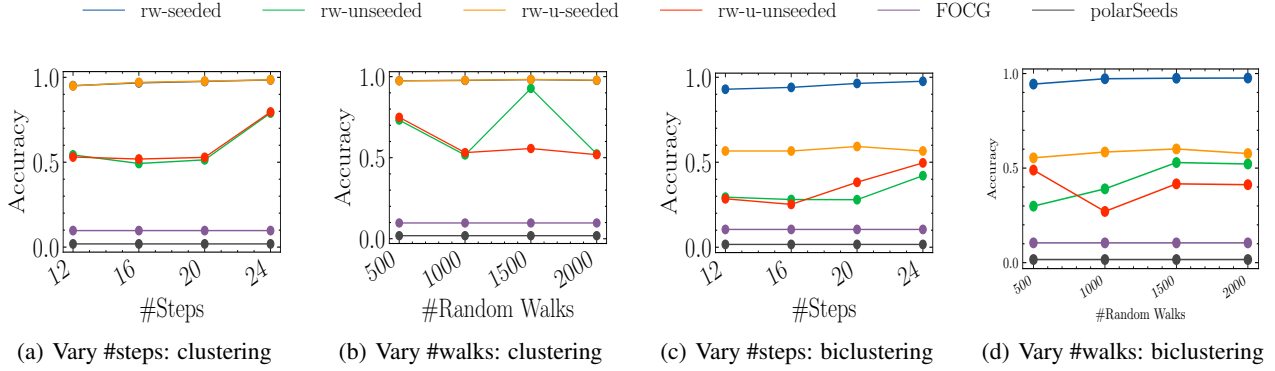 rw-seeded rw-unseeded rw-u-seeded rw-u-unseeded FOCG polarSeeds
Accuracy
1.0
0.5
0.0
12 16 20 24
#Steps
(a) Vary #steps: clustering
Accuracy
1.0
0.5
0.0
500 1000 1500 2000
#Random Walks
(b) Vary #walks: clustering
Accuracy
1.0
0.5
0.0
12 16 20 24
#Steps
(c) Vary #steps: biclustering
Accuracy
1.0
0.5
0.0
500 1000 1500 2000
#Random Walks
(d) Vary #walks: biclustering